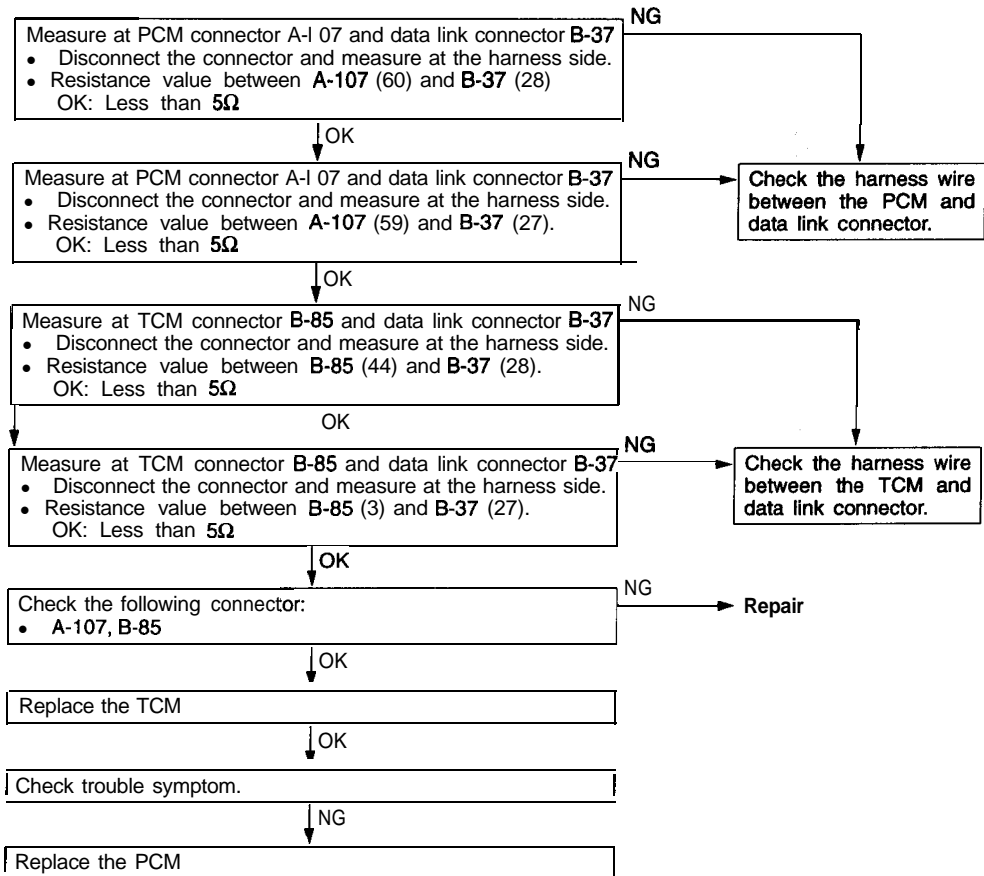 NG
Measure at PCM connector A-l 07 and data link connector B-37
• Disconnect the connector and measure at the harness side.
• Resistance value between A-107 (60) and B-37 (28)
OK: Less than 5Ω
OK
NG
Measure at PCM connector A-l 07 and data link connector B-37
• Disconnect the connector and measure at the harness side.
• Resistance value between A-107 (59) and B-37 (27).
OK: Less than 5Ω
Check the harness wire
between the PCM and
data link connector.
OK
NG
Measure at TCM connector B-85 and data link connector B-37
• Disconnect the connector and measure at the harness side.
• Resistance value between B-85 (44) and B-37 (28).
OK: Less than 5Ω
OK
NG
Measure at TCM connector B-85 and data link connector B-37
• Disconnect the connector and measure at the harness side.
• Resistance value between B-85 (3) and B-37 (27).
OK: Less than 5Ω
Check the harness wire
between the TCM and
data link connector.
OK
NG
Check the following connector:
• A-107, B-85
Repair
OK
Replace the TCM
OK
Check trouble symptom.
NG
Replace the PCM